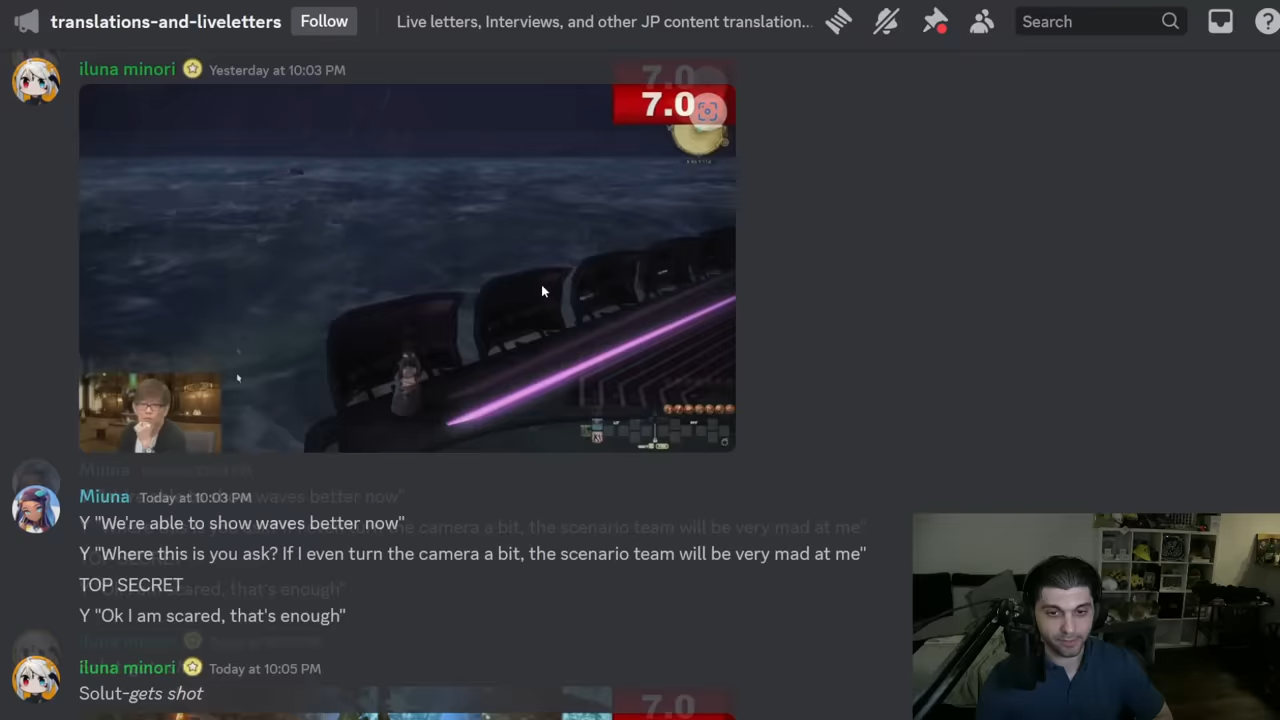 translations-and-liveletters
Follow
Live letters, Interviews, and other JP content translation...
Search
iluna minori Yesterday at 10:03 PM
7.0
7.0
Miuna Today at 10:03 PM
Y "We're able to show waves better now"
Y "Where this is you ask? If I even turn the camera a bit, the scenario team will be very mad at me"
TOP SECRET
Y "Ok I am scared, that's enough"
iluna minori Today at 10:05 PM
Solut-gets shot
7.0